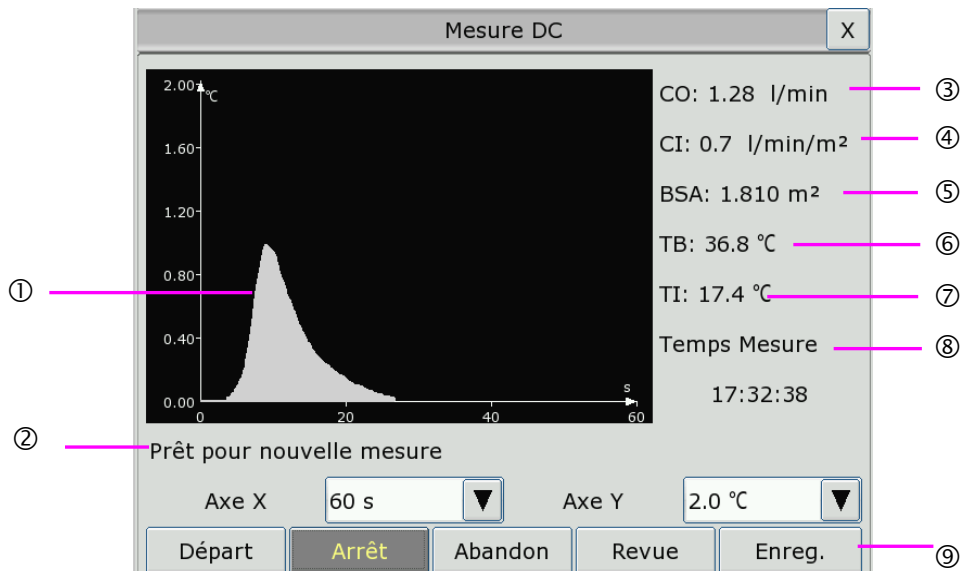 Mesure DC X
2.00 °C
1.60
1.20
0.80
0.40
0.00
0 20 40 60
s
CO: 1.28 l/min ③
CI: 0.7 l/min/m² ④
BSA: 1.810 m² ⑤
TB: 36.8 ℃ ⑥
TI: 17.4 ℃ ⑦
Temps Mesure ⑧
17:32:38
①
② Prêt pour nouvelle mesure
Axe X 60 s ▼ Axe Y 2.0 ℃ ▼
Départ Arrêt Abandon Revue Enreg. ⑨